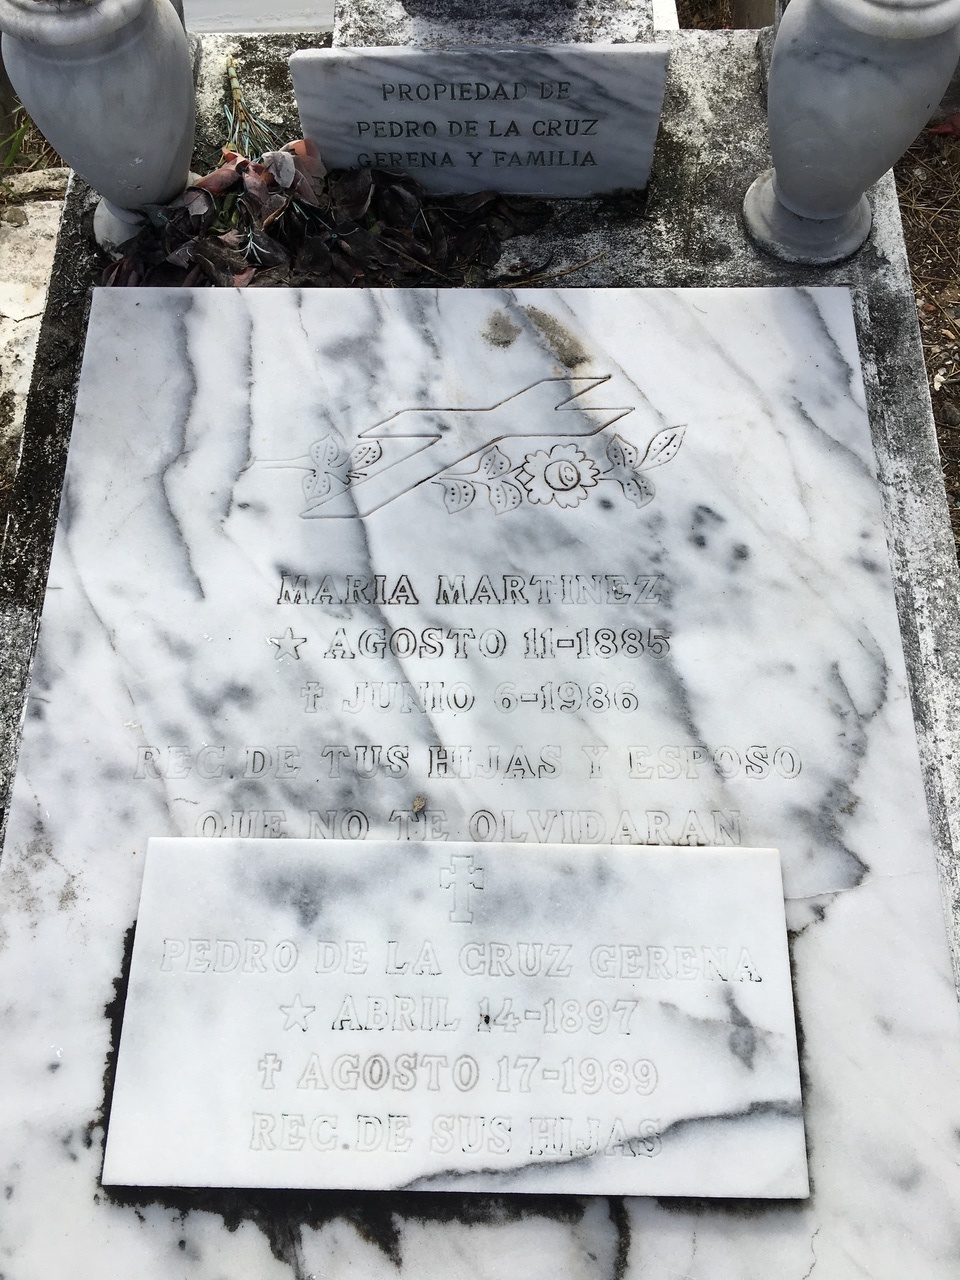 PROPIEDAD DE
PEDRO DE LA CRUZ
GERENA Y FAMILIA
MARIA MARTINEZ
☆ AGOSTO 11-1885
✝ JUNIO 6-1986
REC.DE TUS HIJAS Y ESPOSO
QUE NO TE OLVIDARAN
PEDRO DE LA CRUZ GERENA
☆ ABRIL 14-1897
✝ AGOSTO 17-1989
REC.DE SUS HIJAS